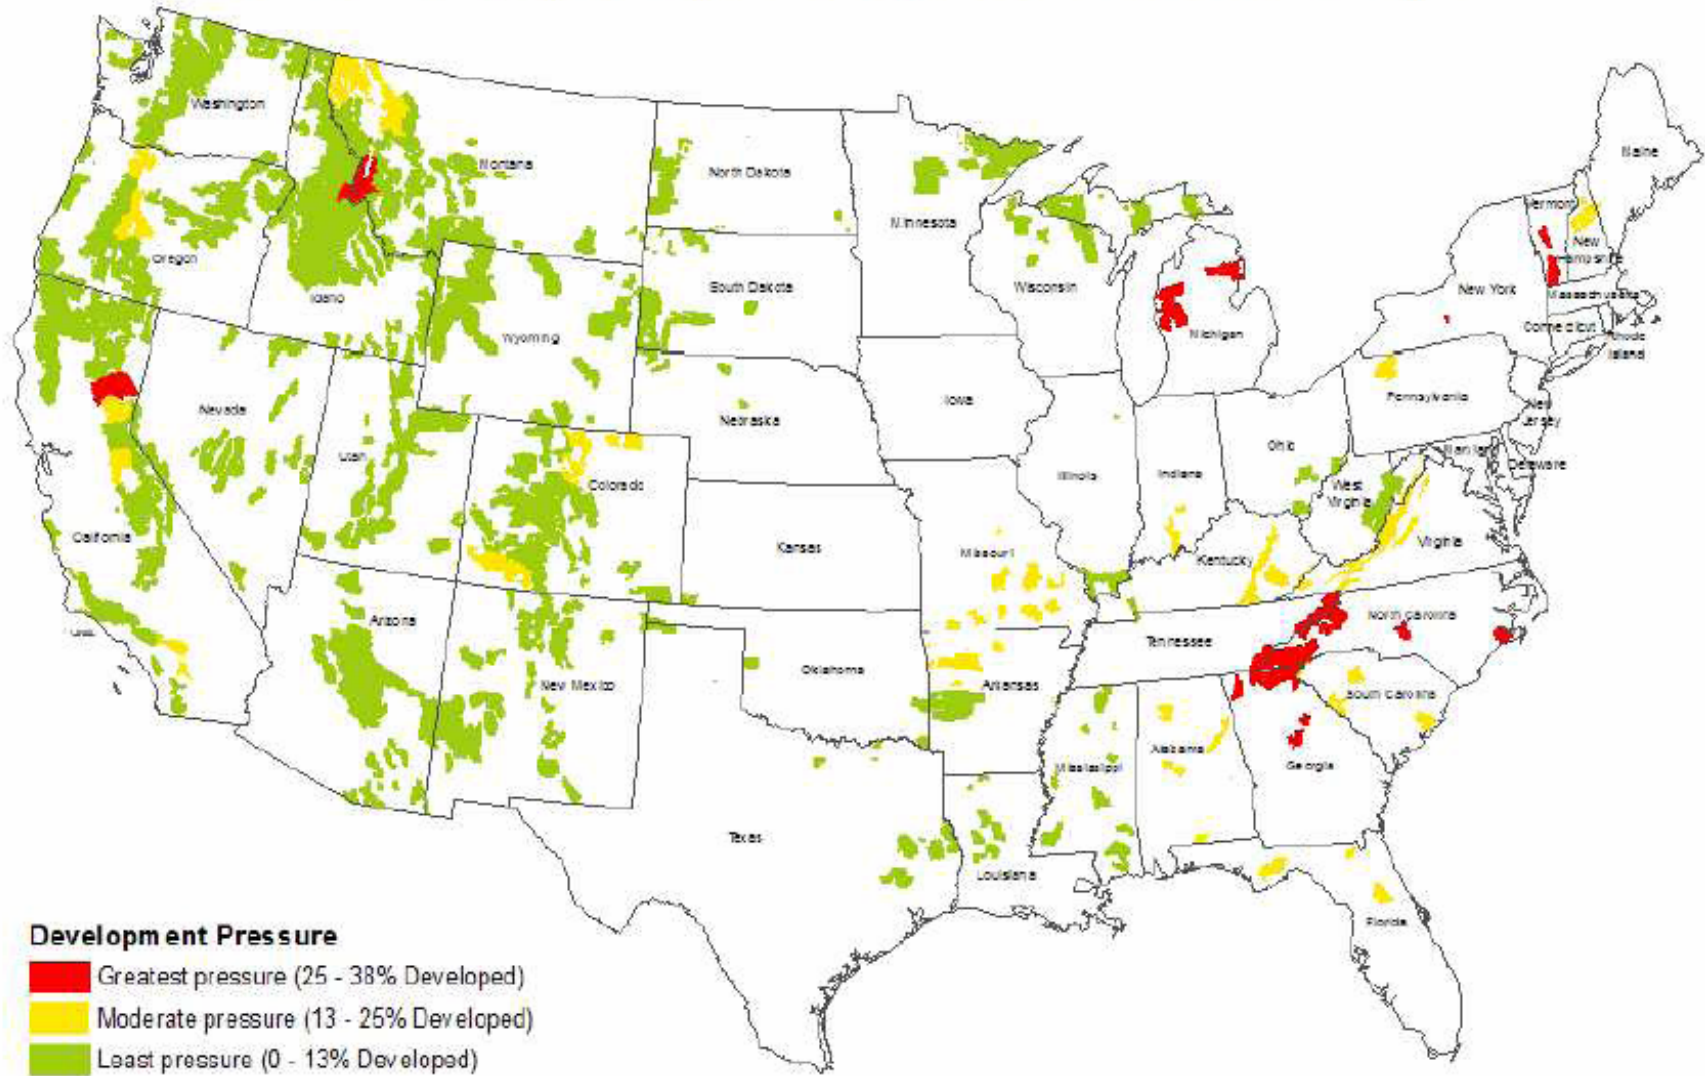 Washington
Montana
North Dakota
Minnesota
Maine
Vermont
New
Hampshire
Oregon
Idaho
Wyoming
South Dakota
Wisconsin
Michigan
New York
Massachusetts
Connecticut
Rhode
Island
Nevada
Utah
Colorado
Nebraska
Iowa
Illinois
Indiana
Ohio
Pennsylvania
New
Jersey
Maryland
Delaware
West
Virginia
Virginia
California
Kansas
Missouri
Kentucky
Arizona
New Mexico
Oklahoma
Arkansas
Tennessee
North Carolina
South Carolina
Mississippi
Alabama
Georgia
Texas
Louisiana
Florida
Development Pressure
Greatest pressure (25 - 38% Developed)
Moderate pressure (13 - 25% Developed)
Least pressure (0 - 13% Developed)